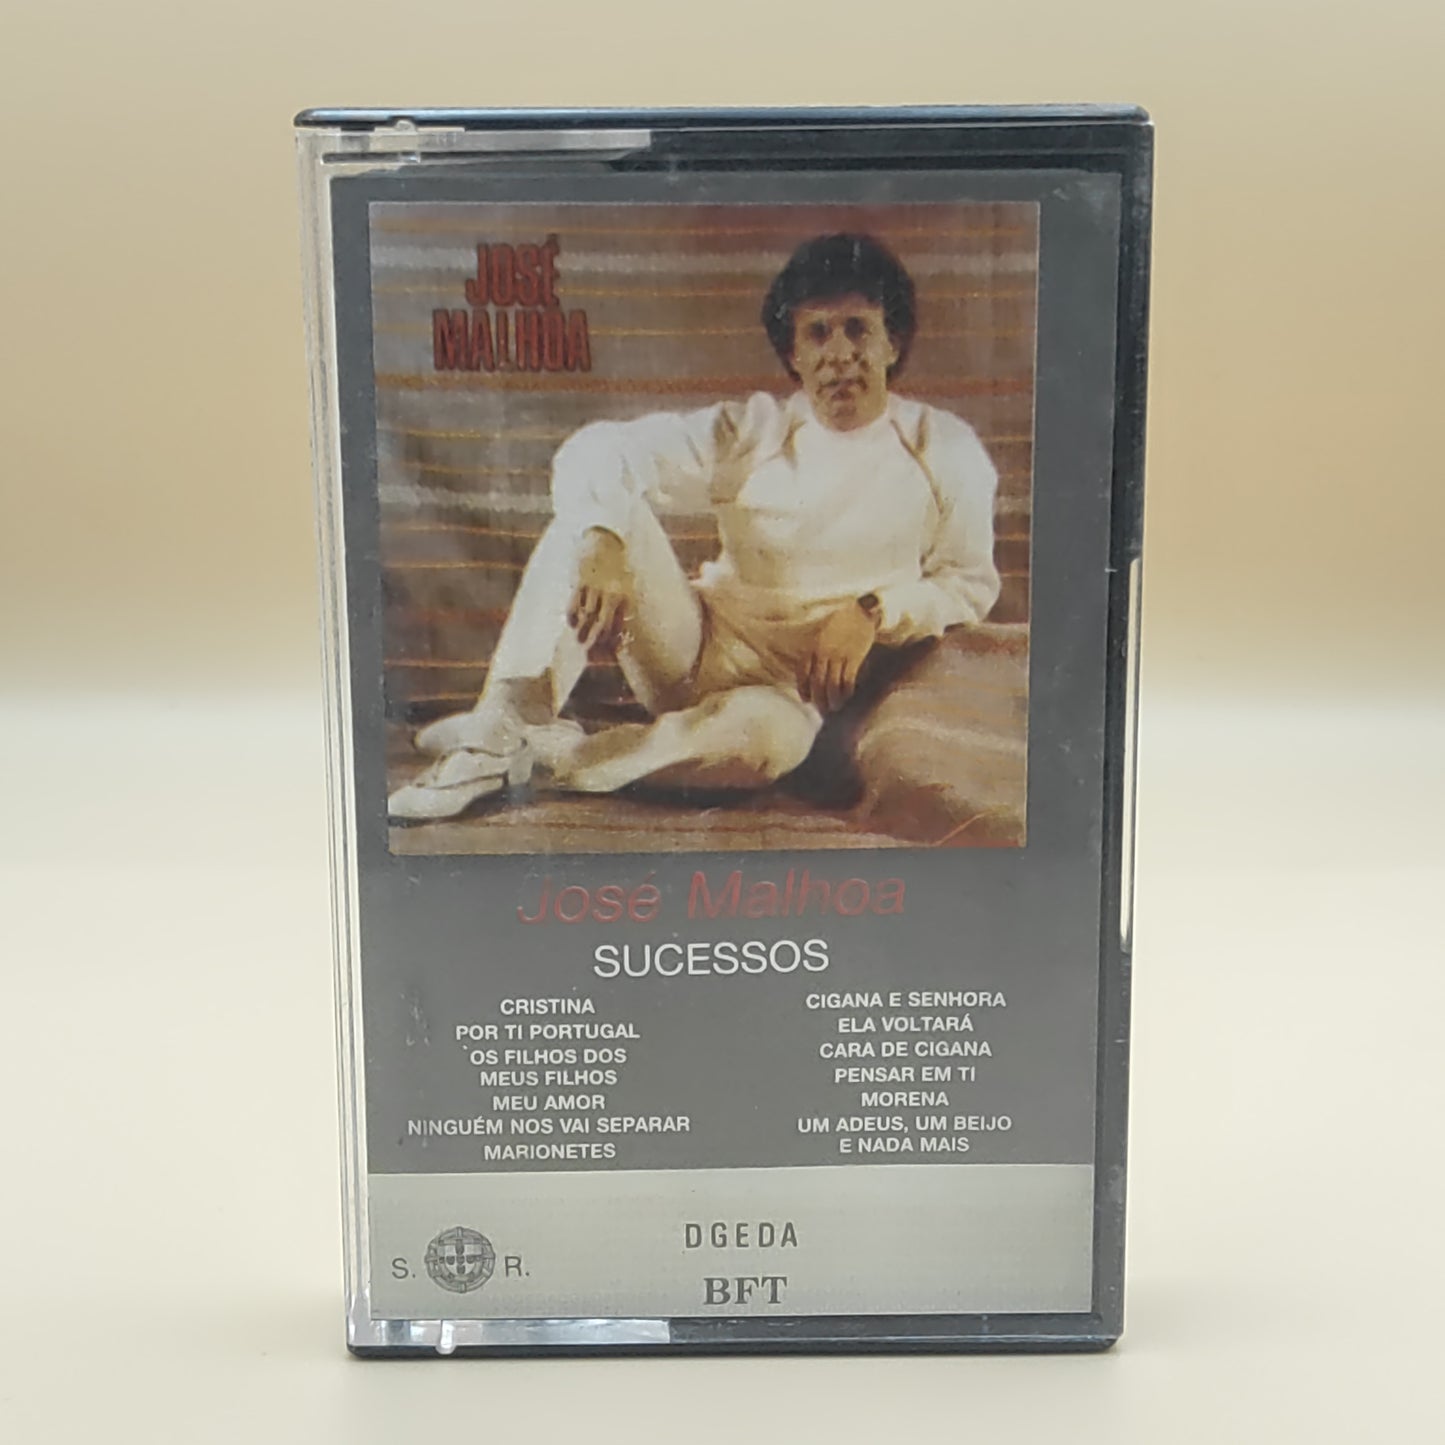 JOSÉ
MALHOA
José Malhoa
SUCESSOS
CRISTINA
POR TI PORTUGAL
OS FILHOS DOS
MEUS FILHOS
MEU AMOR
NINGUÉM NOS VAI SEPARAR
MARIONETES
CIGANA E SENHORA
ELA VOLTARÁ
CARA DE CIGANA
PENSAR EM TI
MORENA
UM ADEUS, UM BEIJO
E NADA MAIS
S. R.
DGEDA
BFT